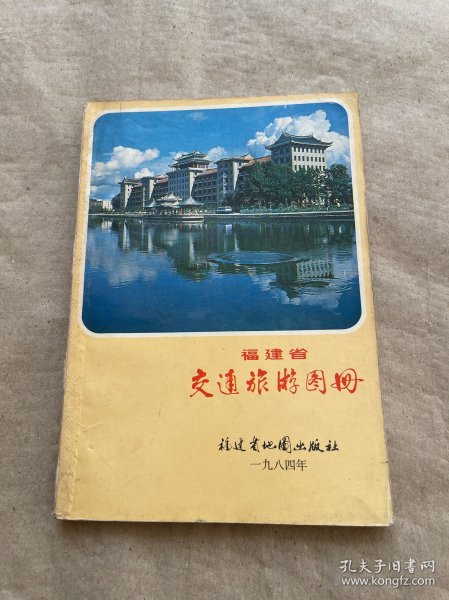 福建省
交通旅游图册
福建省地图出版社
一九八四年
孔夫子旧书网
www.kongfz.com